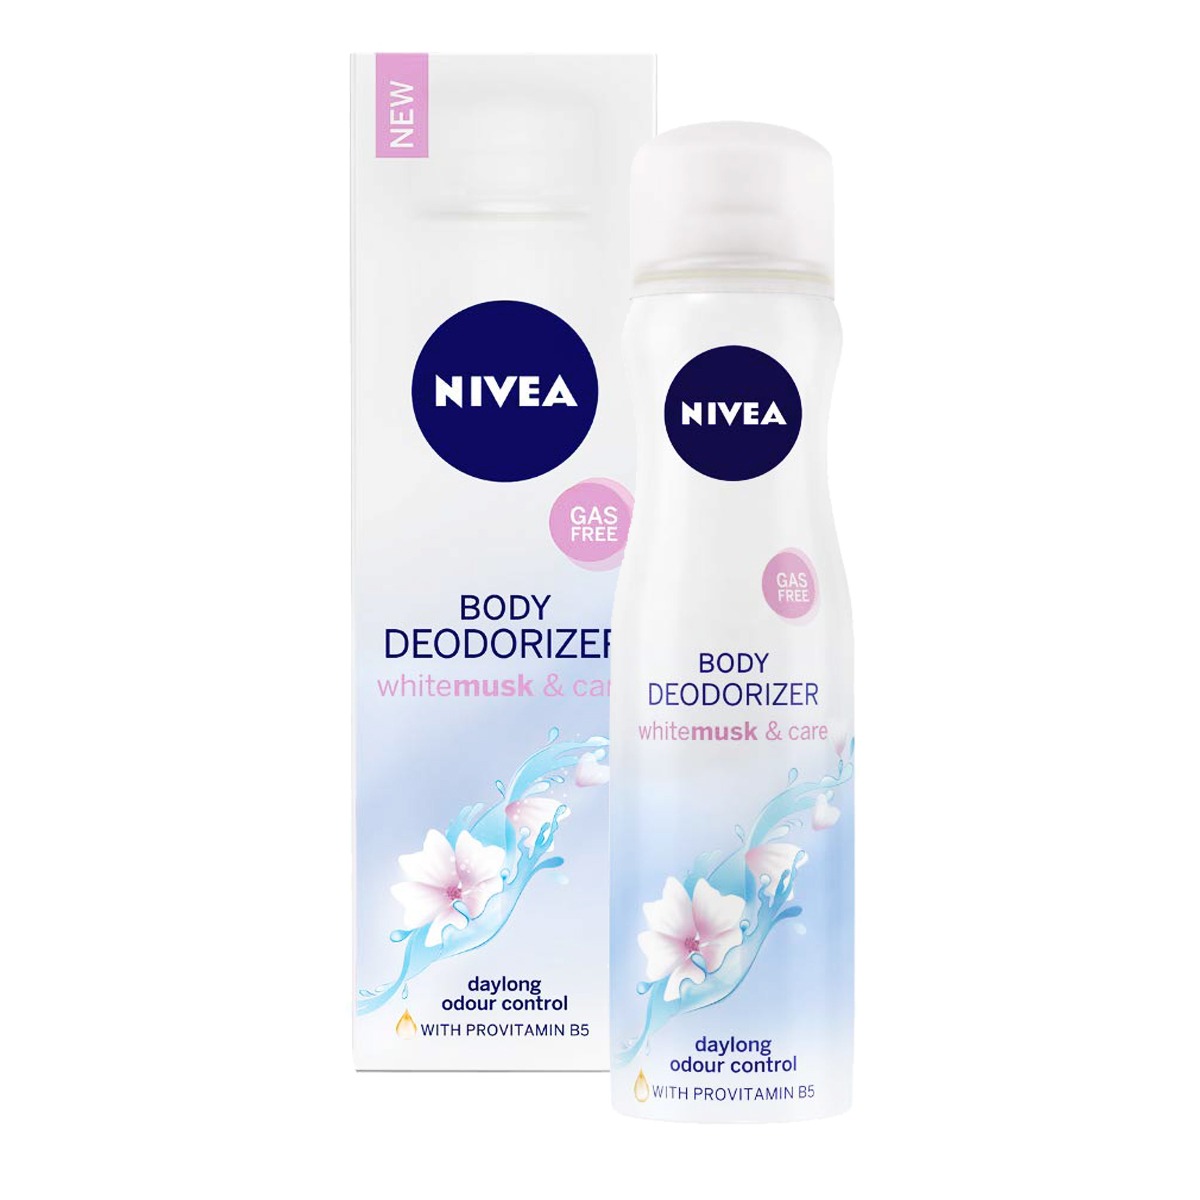 NEW
NIVEA
GAS
FREE
BODY
DEODORIZER
whitemusk & car
daylong
odour control
WITH PROVITAMIN B5
NIVEA
GAS
FREE
BODY
DEODORIZER
whitemusk & care
daylong
odour control
WITH PROVITAMIN B5